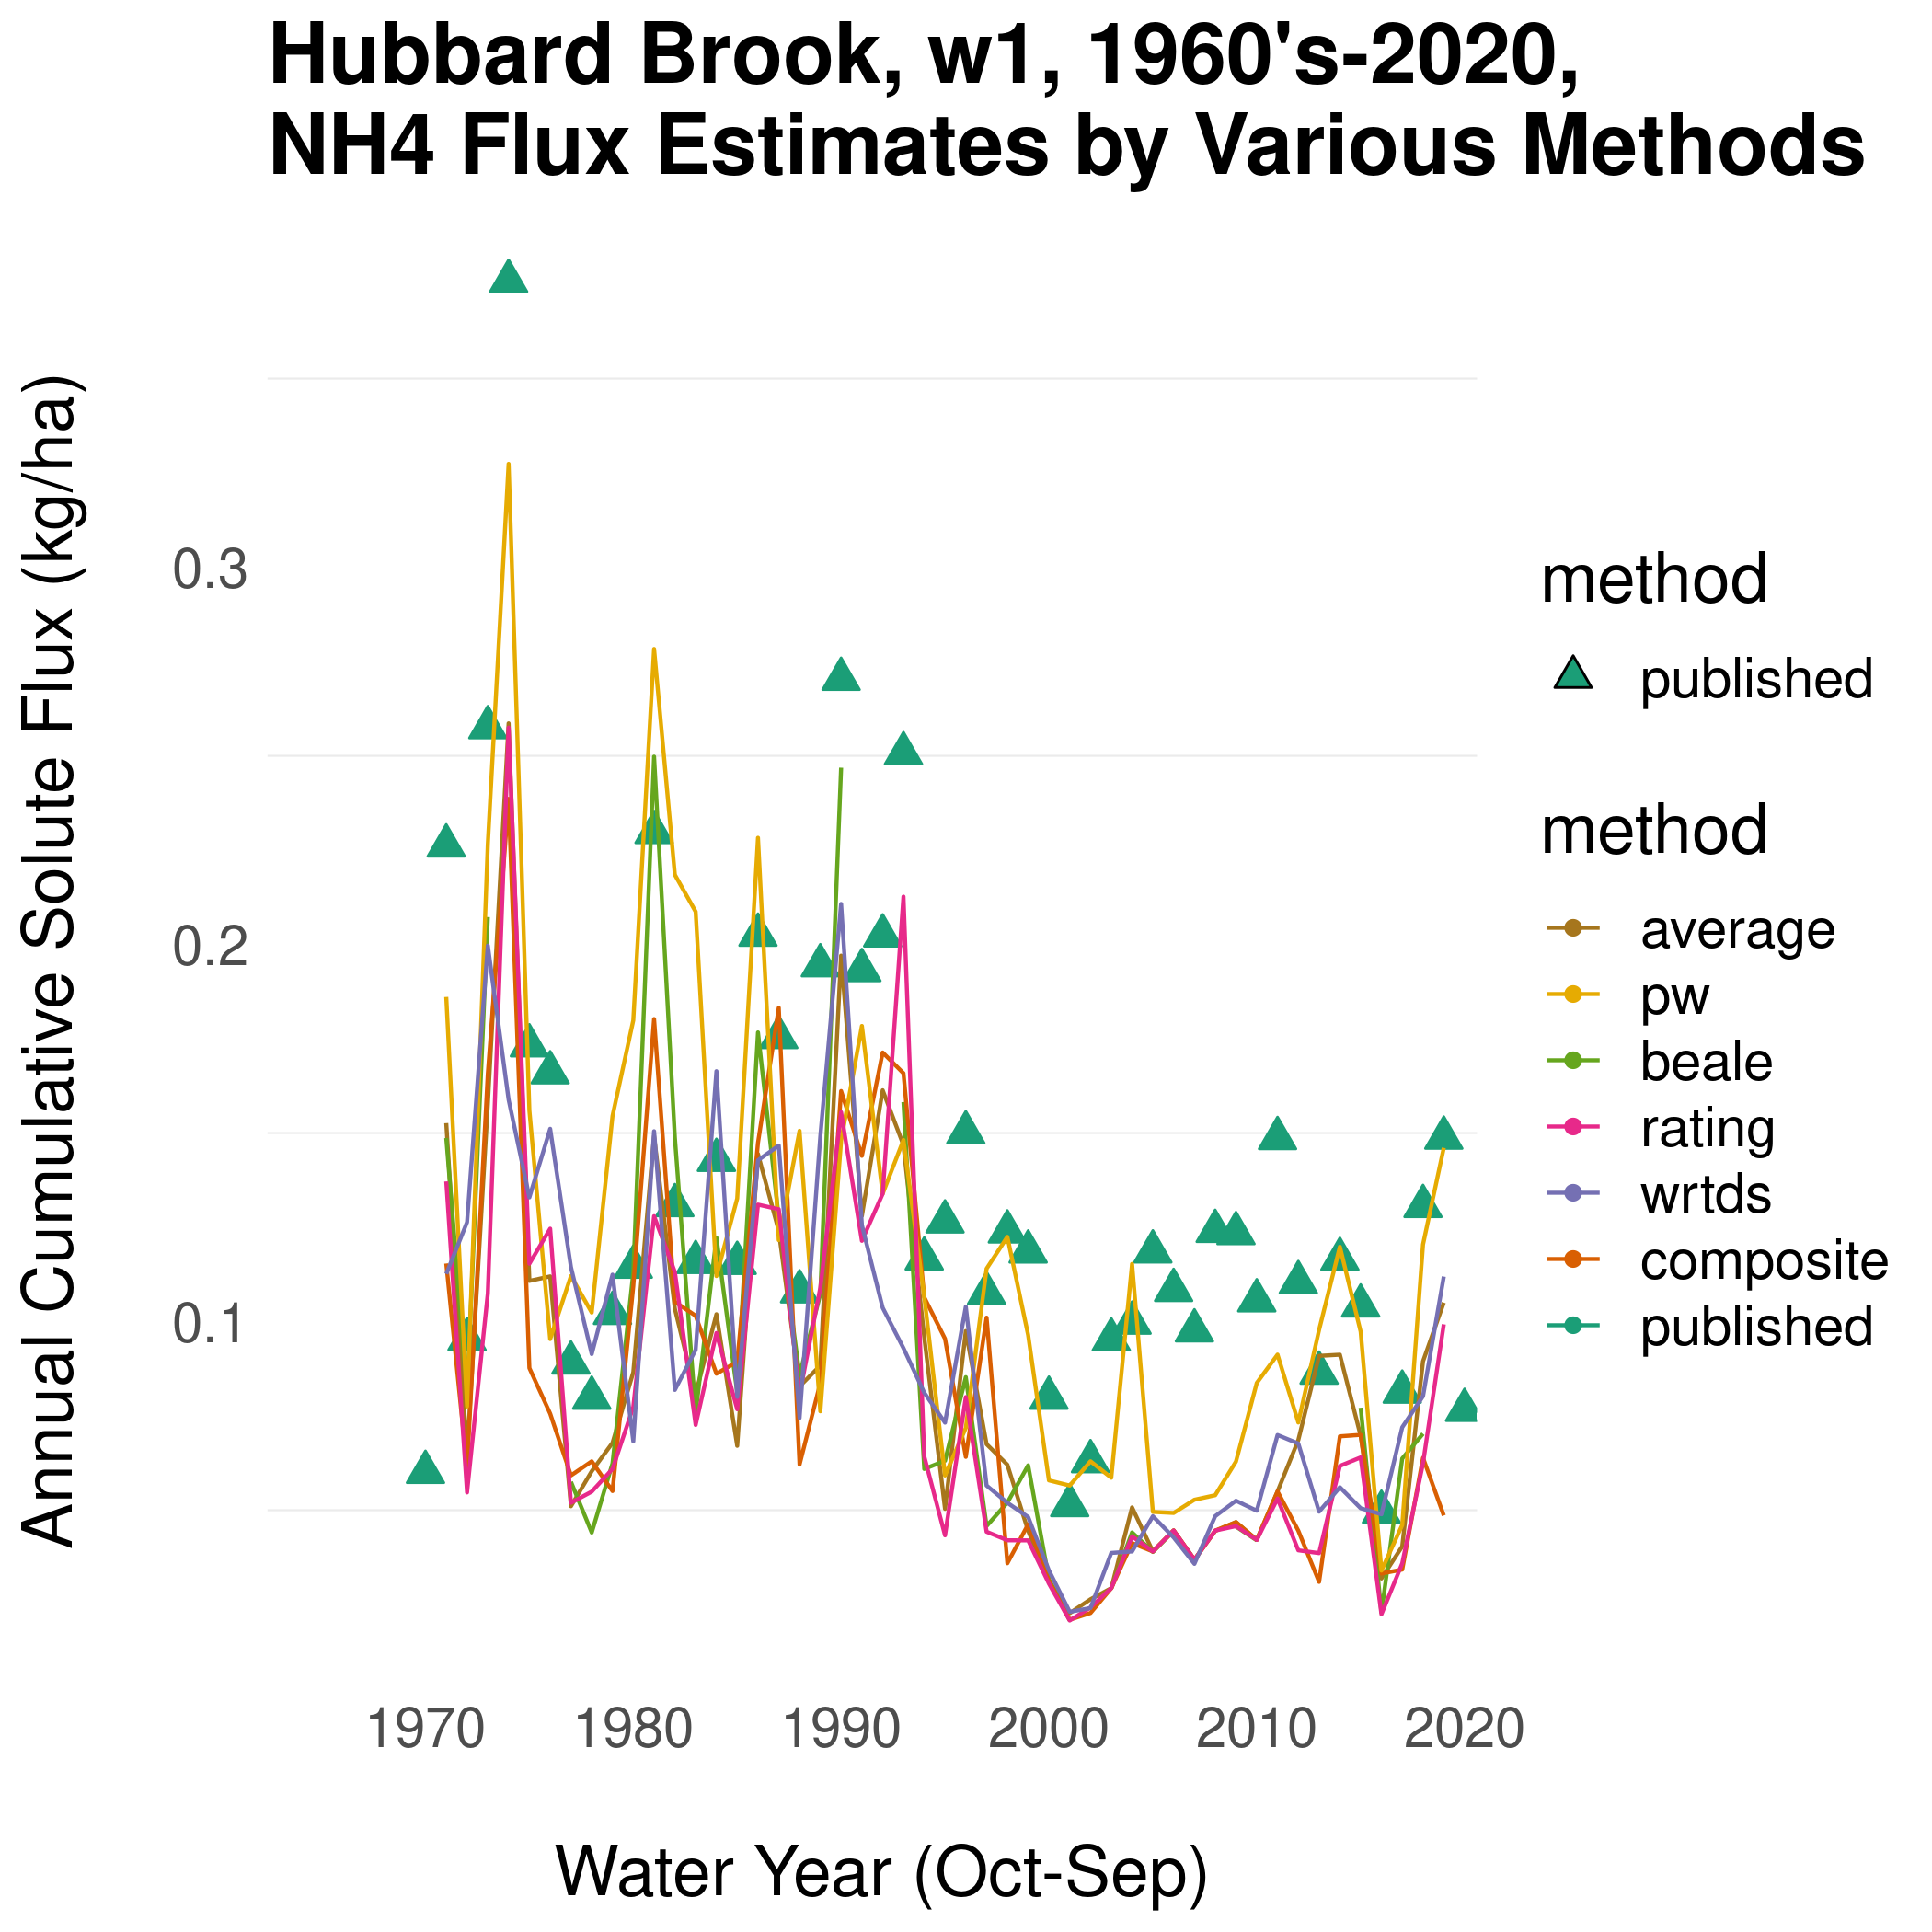 Hubbard Brook, w1, 1960's-2020,
NH4 Flux Estimates by Various Methods
Annual Cumulative Solute Flux (kg/ha)
0.3
0.2
0.1
1970 1980 1990 2000 2010 2020
Water Year (Oct-Sep)
method
published
method
average
pw
beale
rating
wrtds
composite
published